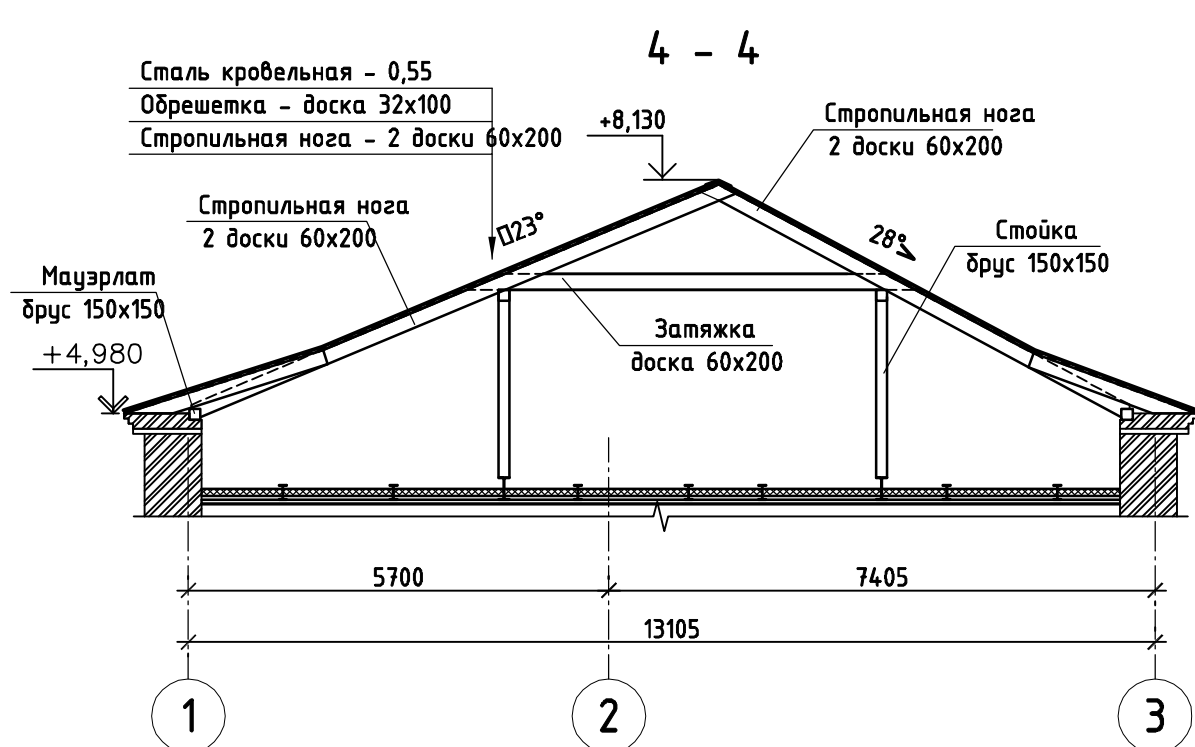 4 - 4
Сталь кровельная - 0,55
Обрешетка - доска 32х100
Стропильная нога - 2 доски 60х200
+8,130
Стропильная нога
2 доски 60х200
Стропильная нога
2 доски 60х200
23°
28°
Стойка
брус 150х150
Мауэрлат
брус 150х150
Затяжка
доска 60х200
+4,980
5700
7405
13105
1
2
3